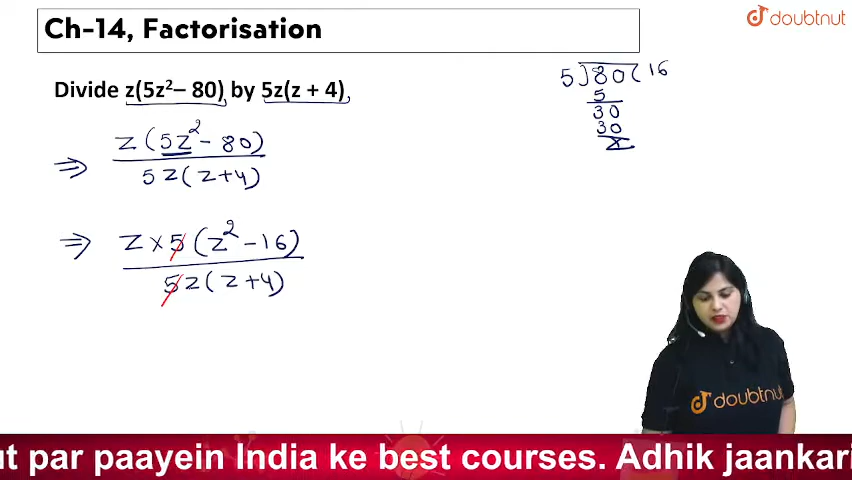 Ch-14, Factorisation
doubtnut
Divide z(5z²– 80) by 5z(z + 4)
5)80(16
5
30
30
x
⇒ z(5z² - 80)
5z(z+4)
⇒ z × 5(z² - 16)
5z(z+4)
doubtnut
ut par paayein India ke best courses. Adhik jaankari